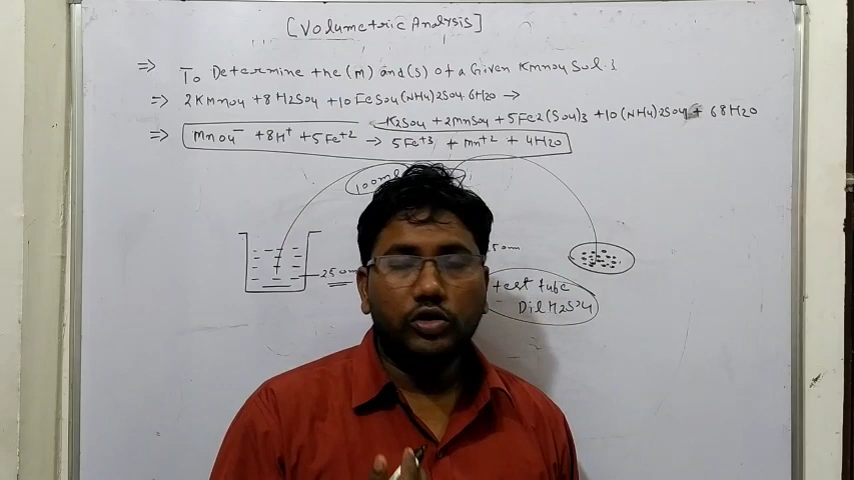 [Volumetric Analysis]
⇒ To Determine the (m) and (s) of a Given KMnO4 Sol.
⇒ 2KMnO4 + 8H2SO4 + 10FeSO4(NH4)2SO4 6H2O →
K2SO4 + 2MnSO4 + 5Fe2(SO4)3 + 10(NH4)2SO4 + 68H2O
⇒ MnO4⁻ + 8H⁺ + 5Fe⁺² → 5Fe⁺³ + Mn⁺² + 4H2O
100ml
250m
test tube
Dil H2SO4